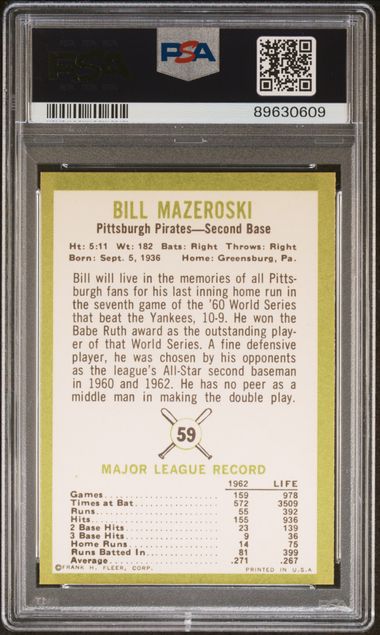 PSA
89630609
BILL MAZEROSKI
Pittsburgh Pirates—Second Base
Ht: 5:11 Wt: 182 Bats: Right Throws: Right
Born: Sept. 5, 1936 Home: Greensburg, Pa.
Bill will live in the memories of all Pitts-
burgh fans for his last inning home run in
the seventh game of the '60 World Series
that beat the Yankees, 10-9. He won the
Babe Ruth award as the outstanding play-
er of that World Series. A fine defensive
player, he was chosen by his opponents
as the league's All-Star second baseman
in 1960 and 1962. He has no peer as a
middle man in making the double play.
59
MAJOR LEAGUE RECORD
1962 LIFE
Games 159 978
Times at Bat 572 3509
Runs 55 392
Hits 155 936
2 Base Hits 23 139
3 Base Hits 9 36
Home Runs 14 75
Runs Batted In 81 399
Average .271 .267
©FRANK H. FLEER, CORP. PRINTED IN U.S.A